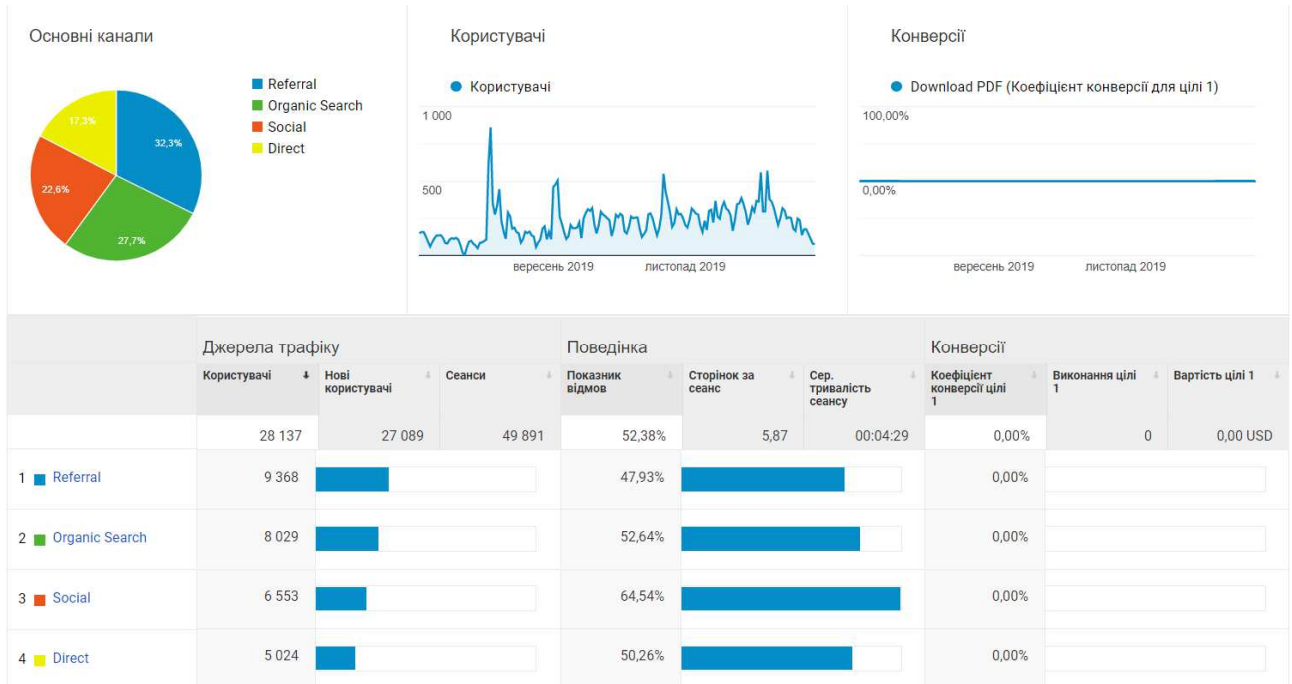 Основні канали
Referral
Organic Search
Social
Direct
17,3%
32,3%
22,6%
27,7%
Користувачі
Користувачі
1 000
500
вересень 2019 листопад 2019
Конверсії
Download PDF (Коефіцієнт конверсії для цілі 1)
100,00%
0,00%
вересень 2019 листопад 2019
Джерела трафіку Поведінка Конверсії
Користувачі Нові користувачі Сеанси Показник відмов Сторінок за сеанс Сер. тривалість сеансу Коефіцієнт конверсії цілі 1 Виконання цілі 1 Вартість цілі 1
28 137 27 089 49 891 52,38% 5,87 00:04:29 0,00% 0 0,00 USD
1 Referral 9 368 47,93% 0,00%
2 Organic Search 8 029 52,64% 0,00%
3 Social 6 553 64,54% 0,00%
4 Direct 5 024 50,26% 0,00%